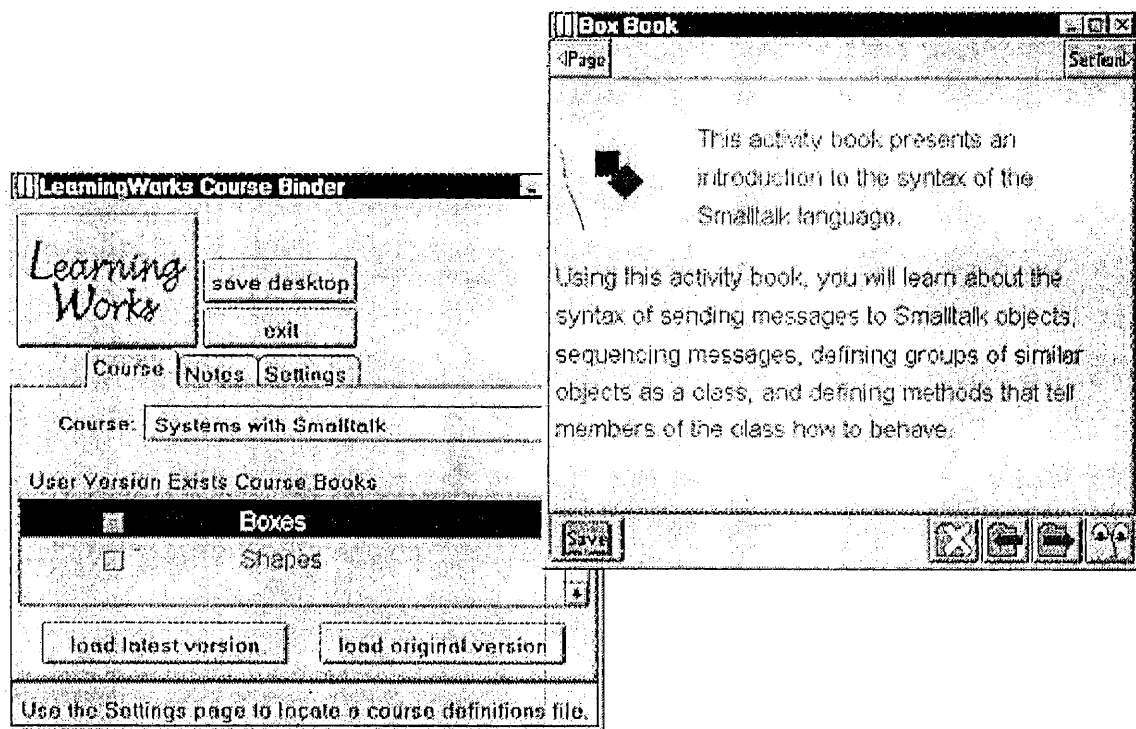 Box Book
Page
Section
This activity book presents an
introduction to the syntax of the
Smalltalk language.
Using this activity book, you will learn about the
syntax of sending messages to Smalltalk objects,
sequencing messages, defining groups of similar
objects as a class, and defining methods that tell
members of the class how to behave.
Save
LearningWorks Course Binder
Learning
Works
save desktop
exit
Course Notes Settings
Course: Systems with Smalltalk
User Version Exists Course Books
Boxes
Shapes
load latest version load original version
Use the Settings page to locate a course definitions file.